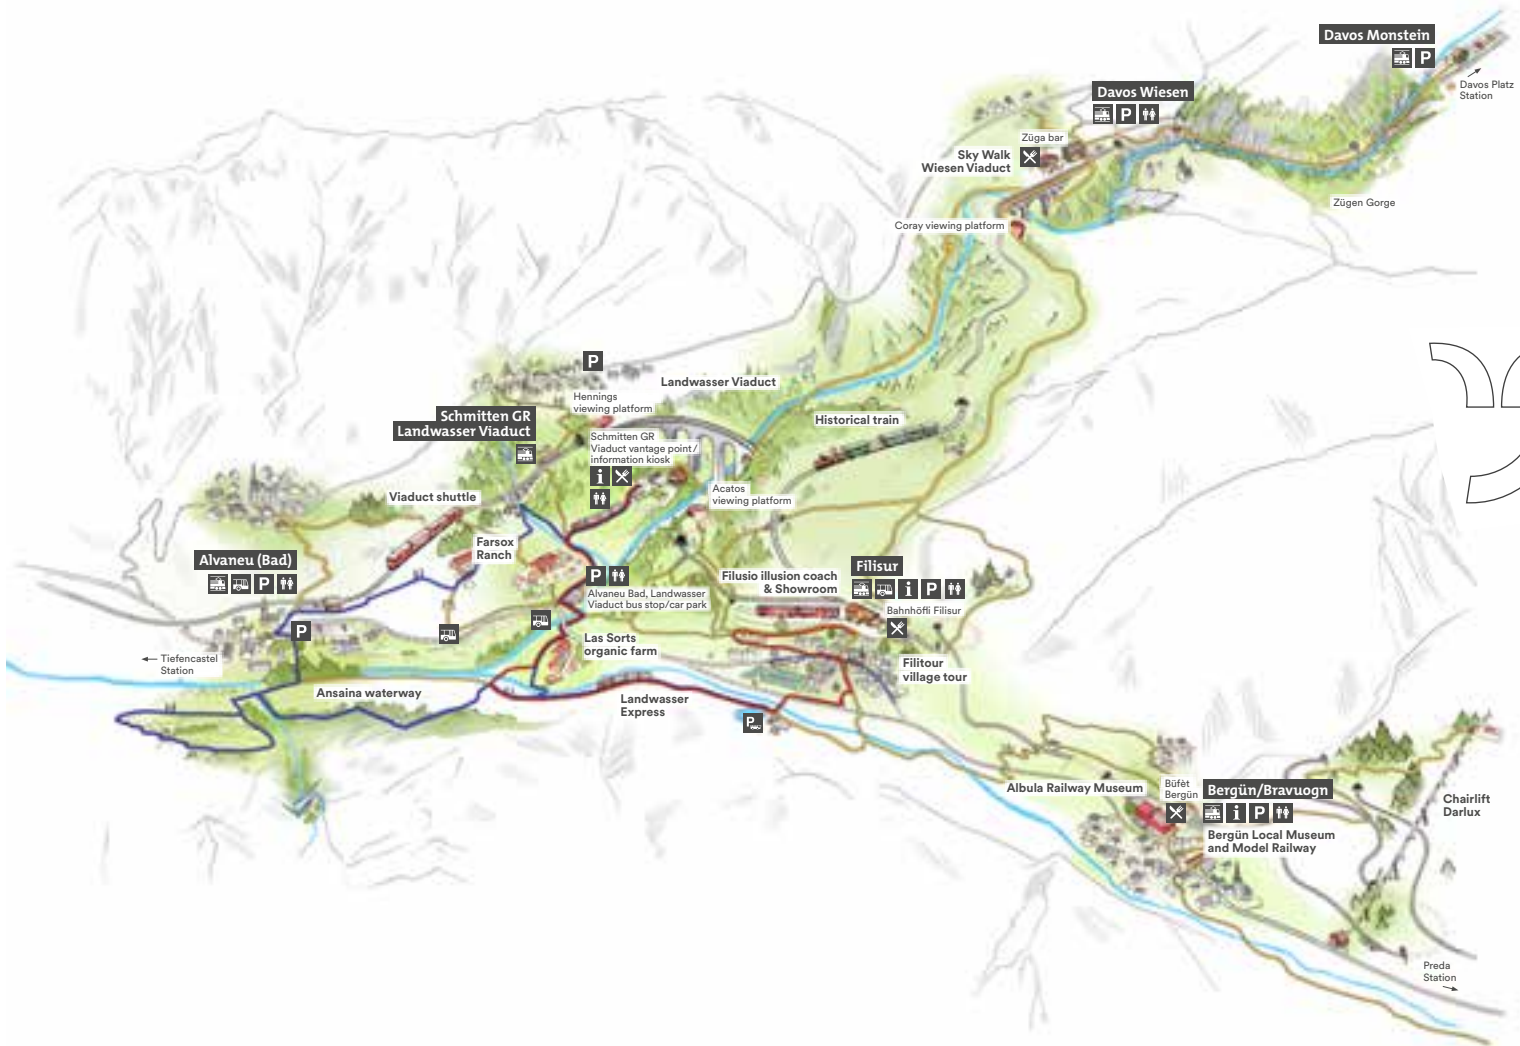 Davos Monstein
P
Davos Platz
Station
Davos Wiesen
P
Züga bar
Sky Walk
Wiesen Viaduct
Zügen Gorge
Coray viewing platform
P
Landwasser Viaduct
Hennings
viewing platform
Schmitten GR
Landwasser Viaduct
Historical train
Schmitten GR
Viaduct vantage point /
information kiosk
i
Acatos
viewing platform
Viaduct shuttle
Farsox
Ranch
Alvaneu (Bad)
P
Filisur
i P
Filusio illusion coach
& Showroom
P
Alvaneu Bad, Landwasser
Viaduct bus stop/car park
Bahnhöfli Filisur
P
Las Sorts
organic farm
Tiefencastel
Station
Filitour
village tour
Ansaina waterway
Landwasser
Express
P
Albula Railway Museum
Büfèt
Bergün
Bergün/Bravuogn
i P
Bergün Local Museum
and Model Railway
Chairlift
Darlux
Preda
Station